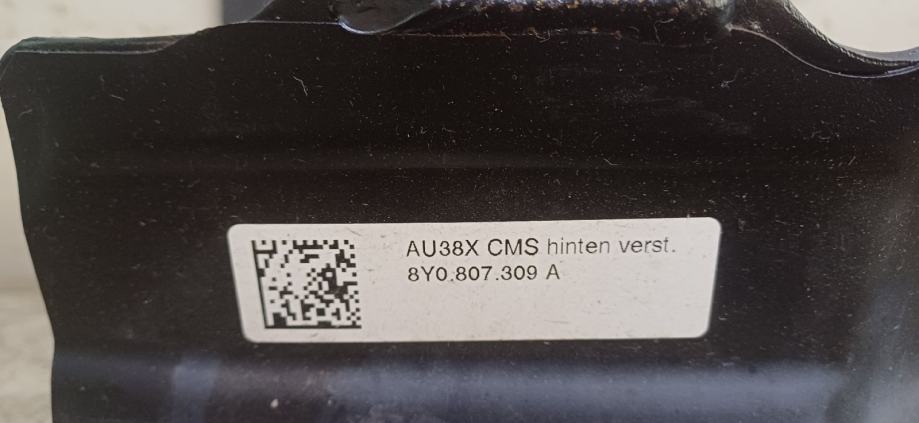 AU38X CMS hinten verst.
8Y0.807.309 A